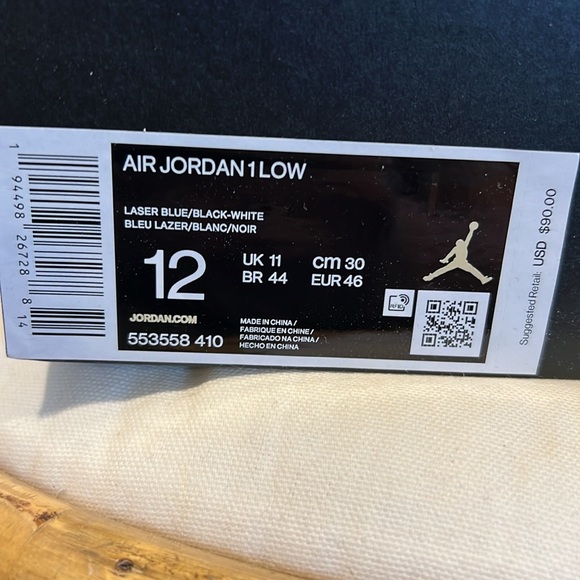 1 94498 26728 8 14
AIR JORDAN 1 LOW
LASER BLUE/BLACK-WHITE
BLEU LAZER/BLANC/NOIR
12
UK 11
BR 44
cm 30
EUR 46
JORDAN.COM
553558 410
MADE IN CHINA /
FABRIQUE EN CHINE /
FABRICADO NA CHINA /
HECHO EN CHINA
RFID
Suggested Retail: USD $90.00